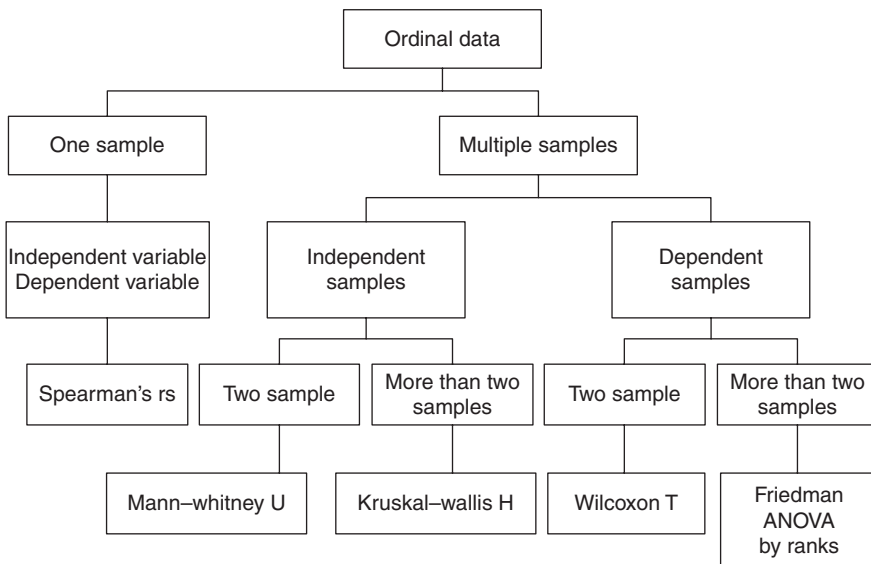 Ordinal data
One sample
Multiple samples
Independent variable
Dependent variable
Independent
samples
Dependent
samples
Spearman's rs
Two sample
More than two
samples
Two sample
More than two
samples
Mann–whitney U
Kruskal–wallis H
Wilcoxon T
Friedman
ANOVA
by ranks